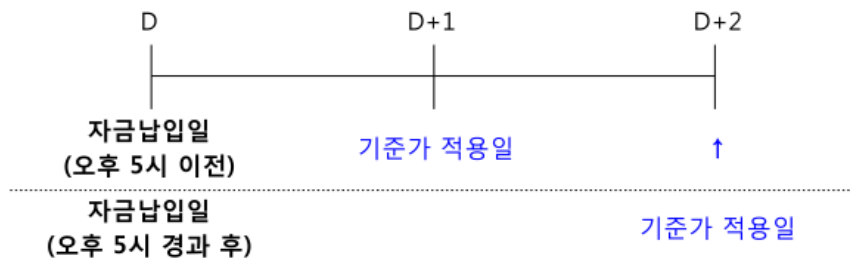 D D+1 D+2
자금납입일
(오후 5시 이전)
기준가 적용일 ↑
자금납입일
(오후 5시 경과 후)
기준가 적용일